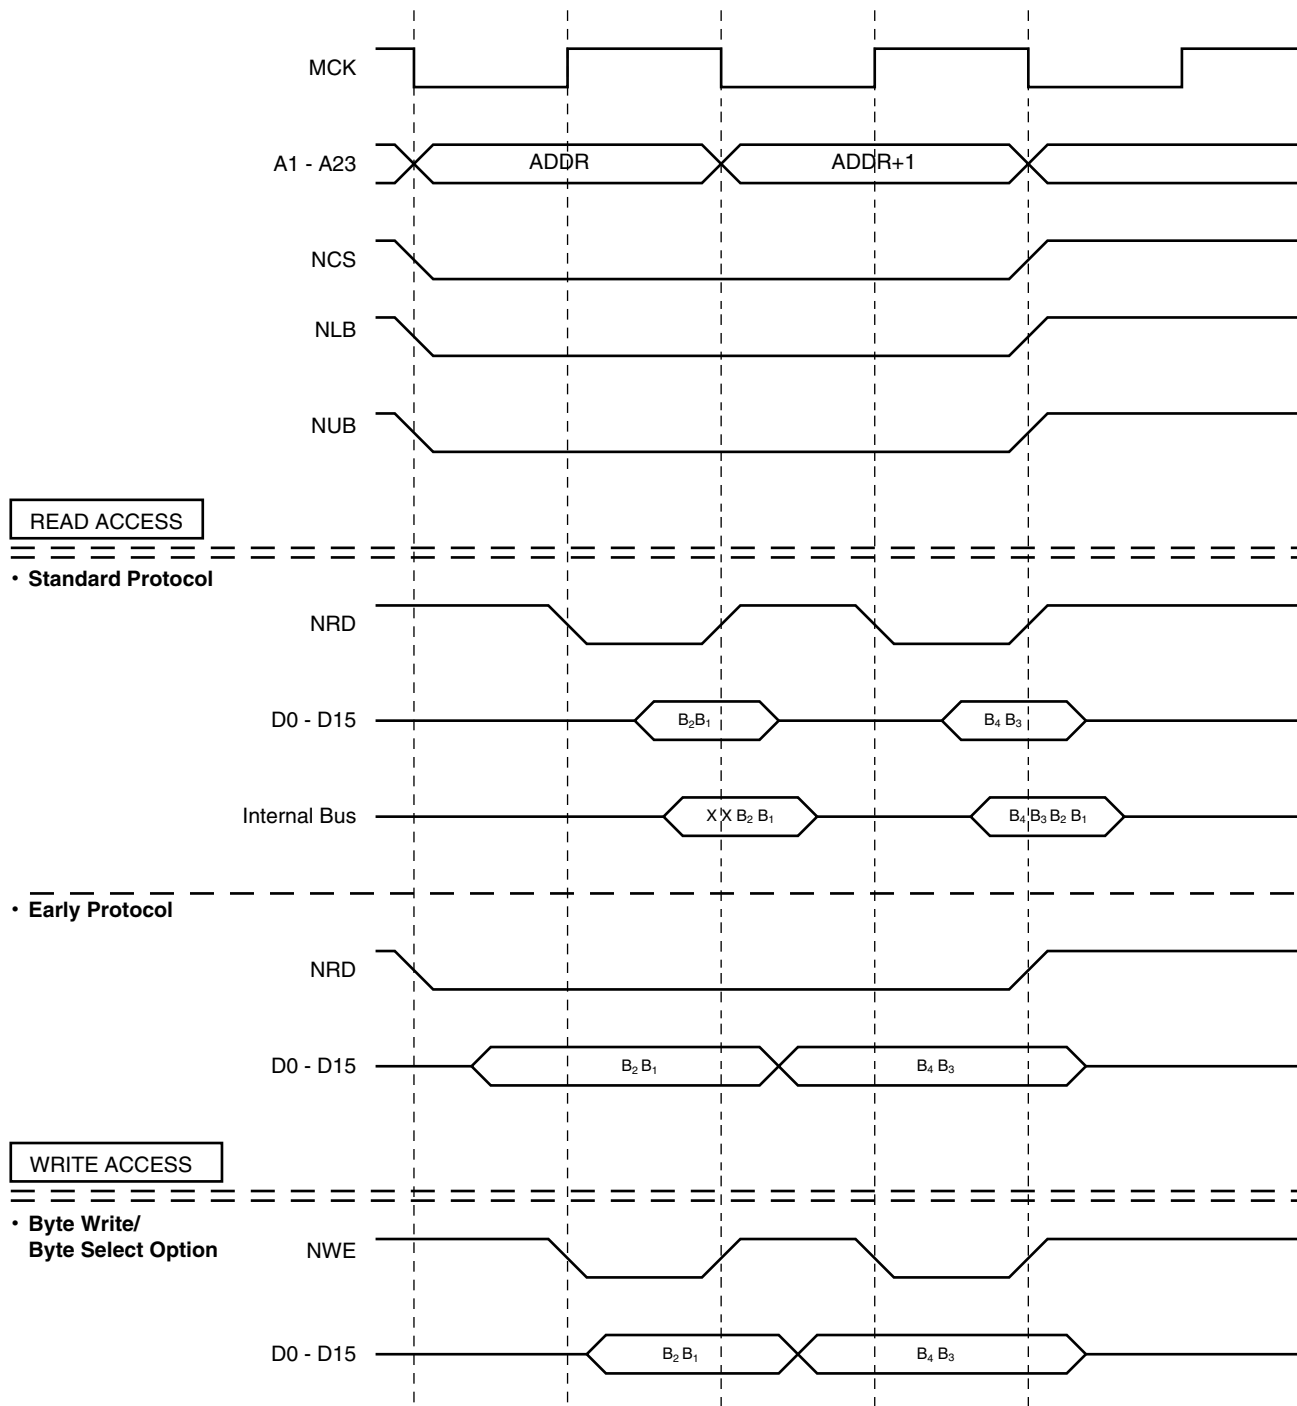 MCK
A1 - A23 ADDR ADDR+1
NCS
NLB
NUB
READ ACCESS
• Standard Protocol
NRD
D0 - D15 B₂B₁ B₄ B₃
Internal Bus X X B₂ B₁ B₄ B₃ B₂ B₁
• Early Protocol
NRD
D0 - D15 B₂ B₁ B₄ B₃
WRITE ACCESS
• Byte Write/
Byte Select Option NWE
D0 - D15 B₂ B₁ B₄ B₃